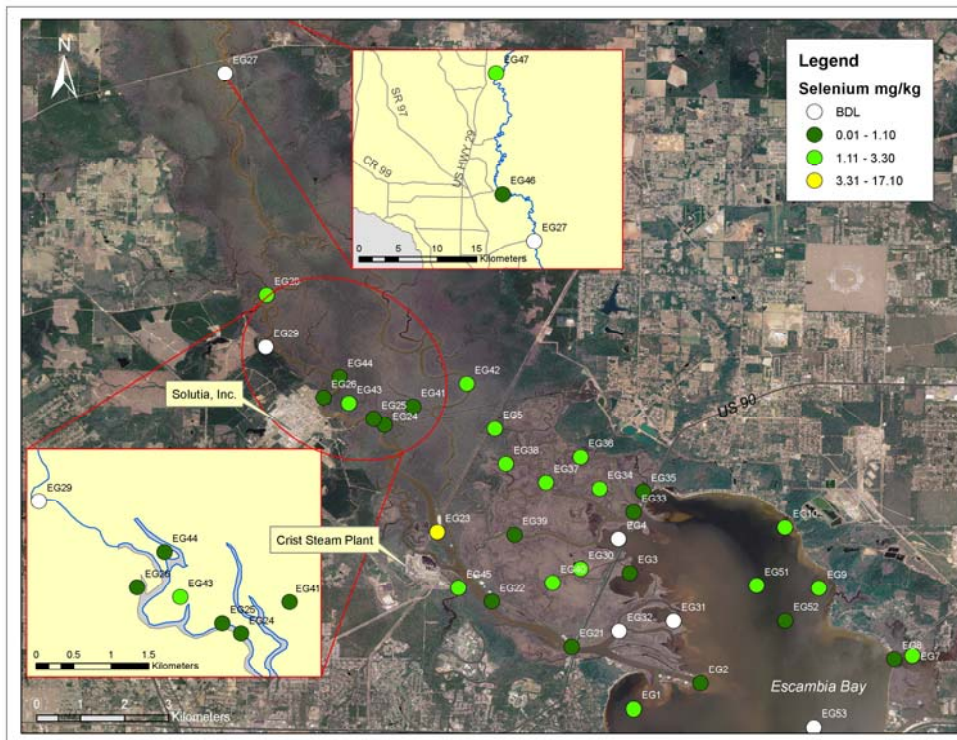 N
EG27
EG47
SR 97
US HWY 29
CR 99
EG46
EG27
0 5 10 15
Kilometers
Legend
Selenium mg/kg
BDL
0.01 - 1.10
1.11 - 3.30
3.31 - 17.10
EG28
EG29
EG44
EG26
EG43
EG25
EG24
EG41
EG42
Solutia, Inc.
US 90
EG5
EG38
EG36
EG37
EG34
EG35
EG33
EG29
EG44
EG26
EG43
EG41
EG25
EG24
0 0.5 1 1.5
Kilometers
EG23
Crist Steam Plant
EG39
EG4
EG10
EG30
EG40
EG3
EG45
EG22
EG51
EG9
EG52
EG31
EG32
EG21
EG8
EG7
EG2
EG1
Escambia Bay
EG53
0 1 2 3
Kilometers